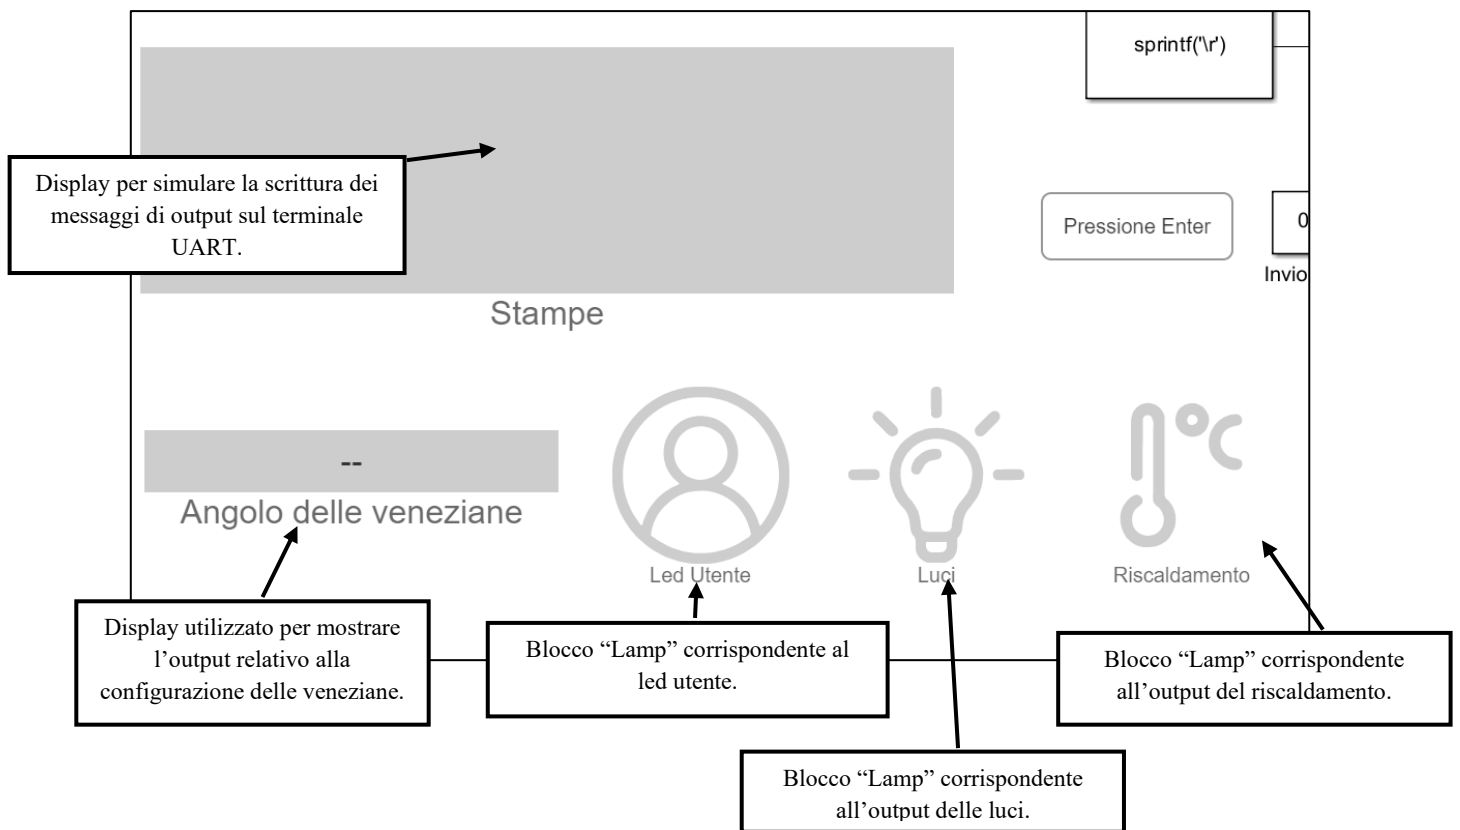 sprintf('\r')
Display per simulare la scrittura dei
messaggi di output sul terminale
UART.
Pressione Enter
0
Invio
Stampe
--
Angolo delle veneziane
Led Utente
Luci
Riscaldamento
Display utilizzato per mostrare
l’output relativo alla
configurazione delle veneziane.
Blocco “Lamp” corrispondente al
led utente.
Blocco “Lamp” corrispondente
all’output del riscaldamento.
Blocco “Lamp” corrispondente
all’output delle luci.